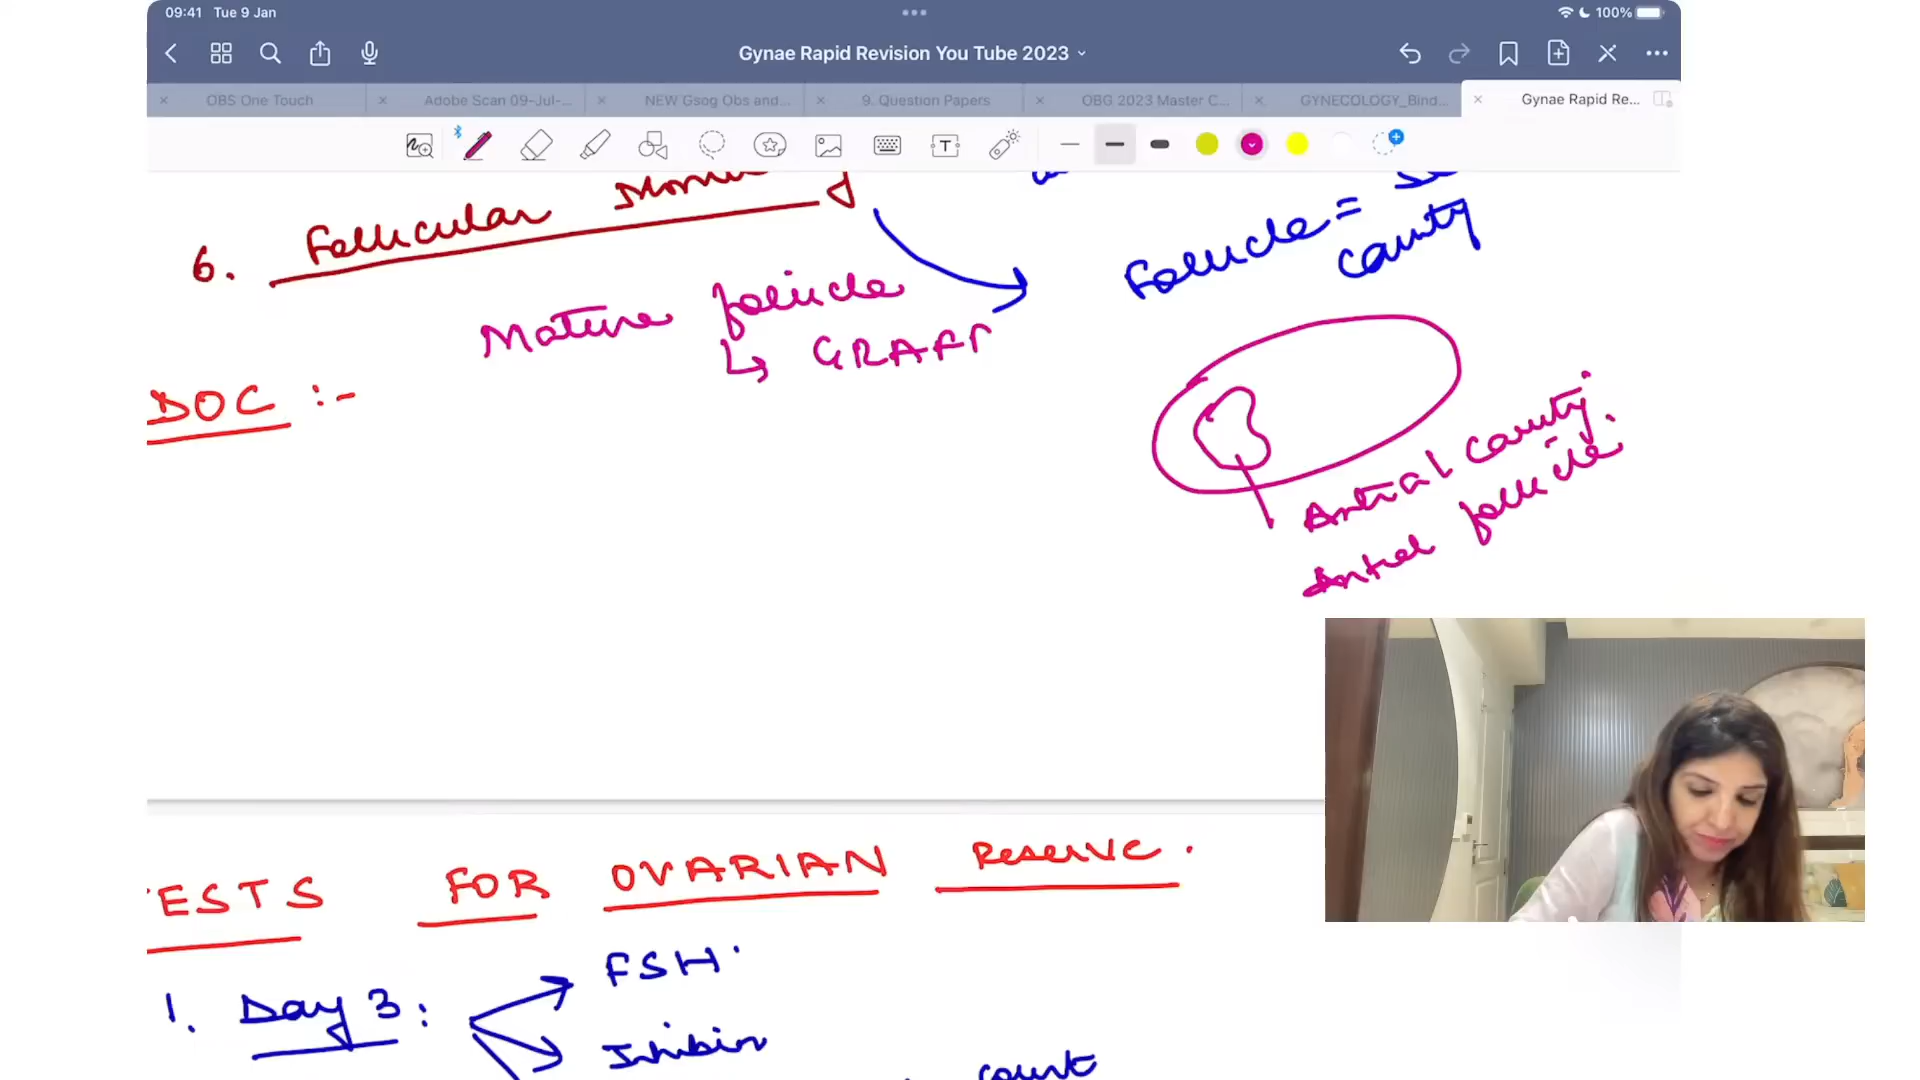 09:41 Tue 9 Jan
100%
Gynae Rapid Revision You Tube 2023
OBS One Touch
Adobe Scan 09-Jul-...
NEW Gsog Obs and...
9. Question Papers
OBG 2023 Master C...
GYNECOLOGY_Bind...
Gynae Rapid Re...
6. Follicular
Follicle =
cavity
Mature follicle
↳ GRAFF
DOC :-
Antral cavity
Antral follicle.
ESTS FOR OVARIAN Reserve.
1. Day 3:
FSH
Inhibin
count